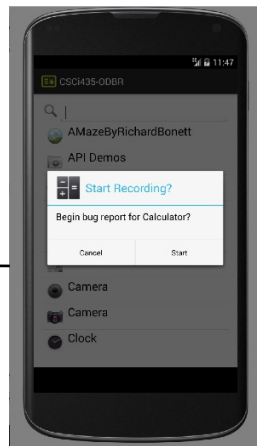 11:47
CSCi435-ODBR
AMazeByRichardBonett
API Demos
Start Recording?
Begin bug report for Calculator?
Cancel Start
Camera
Camera
Clock